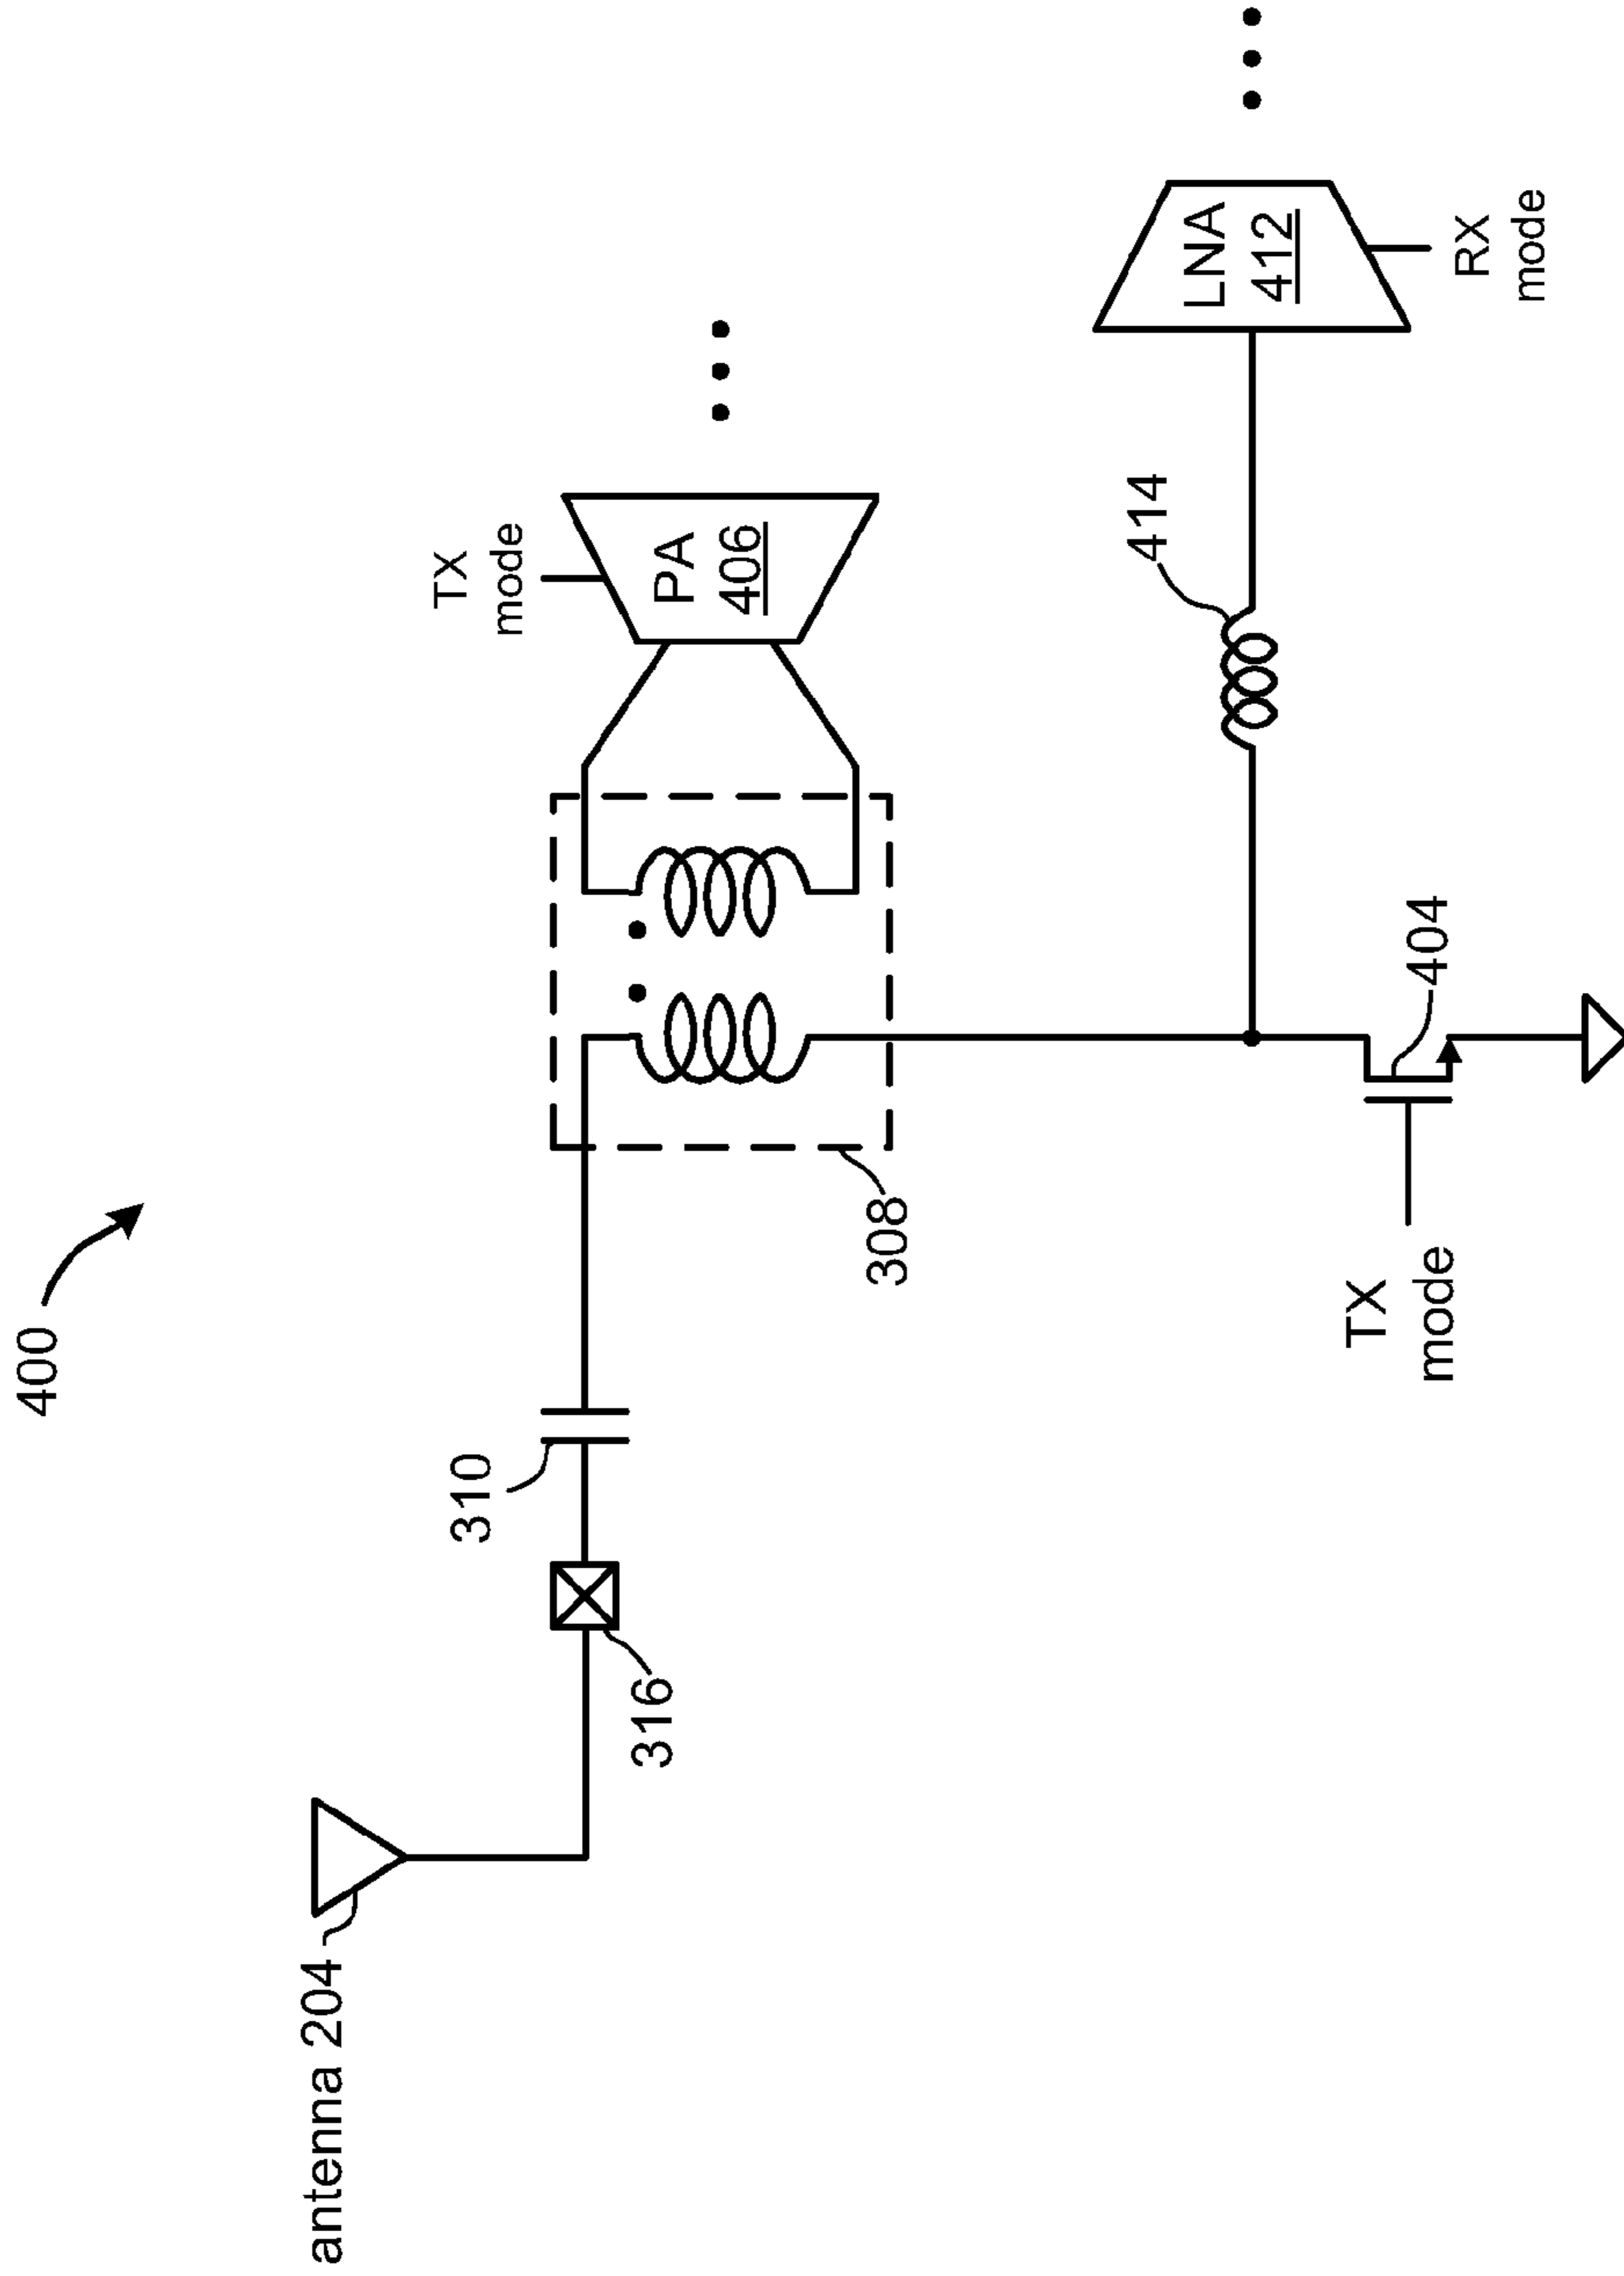 400
antenna 204
TX
mode
310
316
PA
406
308
414
LNA
412
TX
mode
404
RX
mode